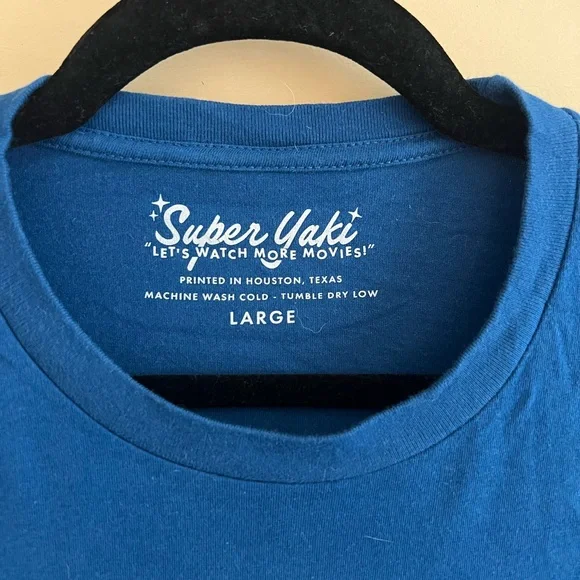 Super Yaki
"LET'S WATCH MORE MOVIES!"
PRINTED IN HOUSTON, TEXAS
MACHINE WASH COLD - TUMBLE DRY LOW
LARGE